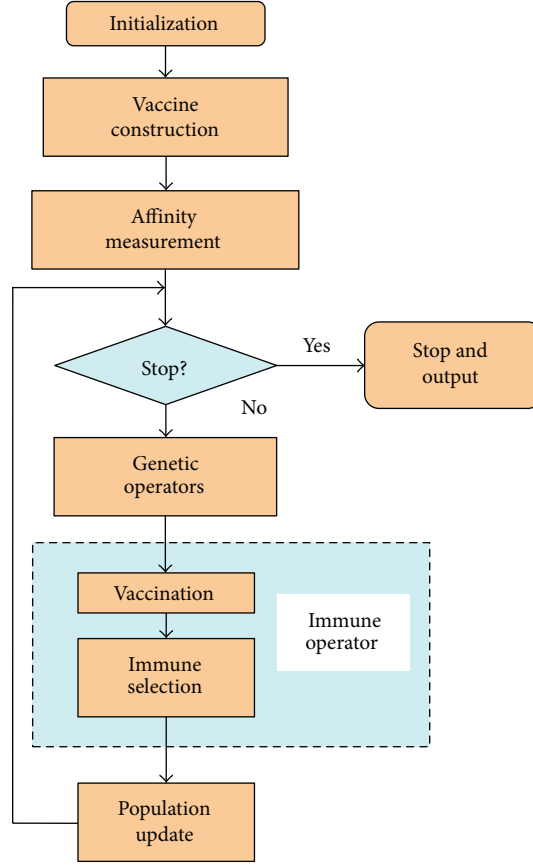 Initialization
Vaccine
construction
Affinity
measurement
Stop?
Yes
Stop and
output
No
Genetic
operators
Vaccination
Immune
operator
Immune
selection
Population
update